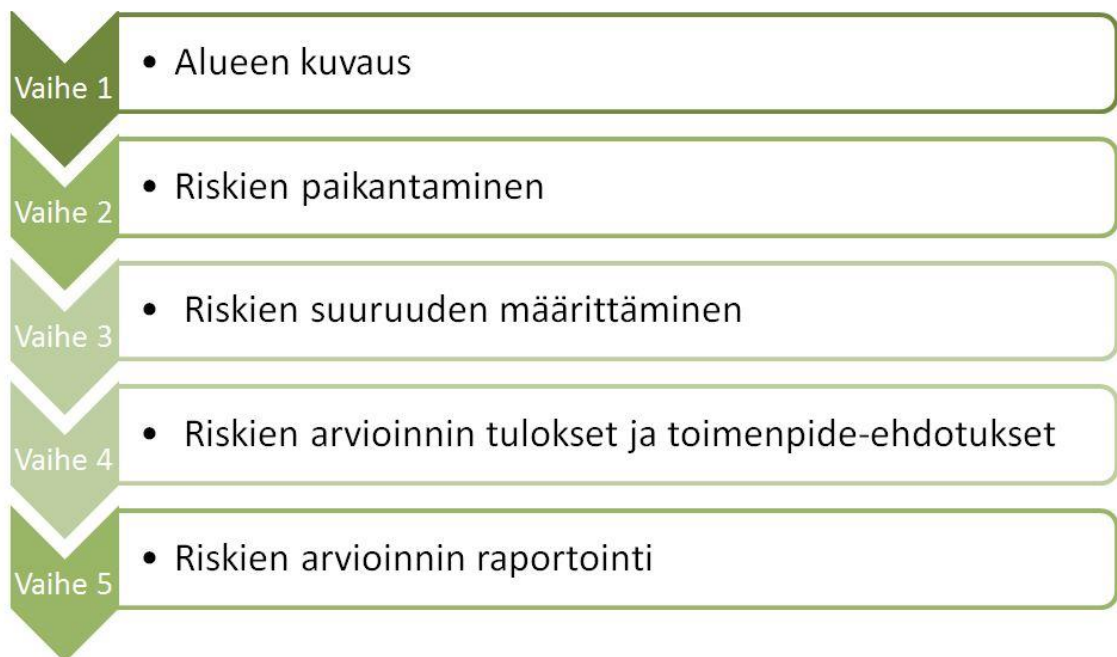 Vaihe 1
• Alueen kuvaus
Vaihe 2
• Riskien paikantaminen
Vaihe 3
• Riskien suuruuden määrittäminen
Vaihe 4
• Riskien arvioinnin tulokset ja toimenpide-ehdotukset
Vaihe 5
• Riskien arvioinnin raportointi